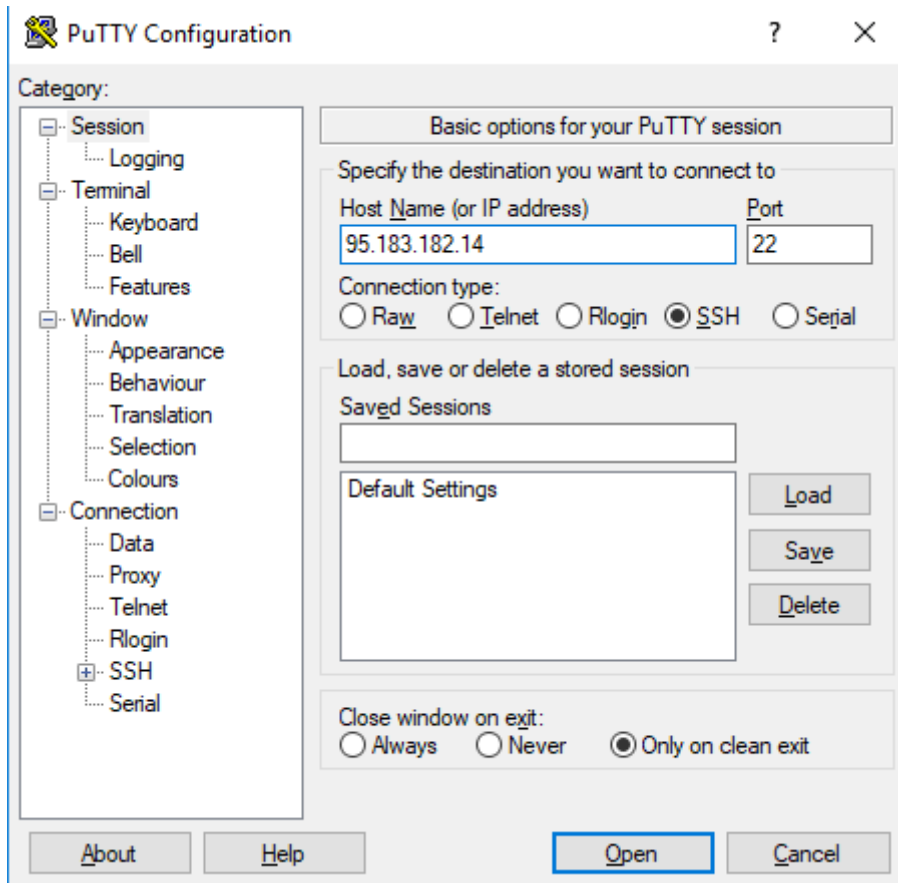 PuTTY Configuration
?
Category:
Session
Logging
Terminal
Keyboard
Bell
Features
Window
Appearance
Behaviour
Translation
Selection
Colours
Connection
Data
Proxy
Telnet
Rlogin
SSH
Serial
Basic options for your PuTTY session
Specify the destination you want to connect to
Host Name (or IP address) Port
95.183.182.14 22
Connection type:
Raw Telnet Rlogin SSH Serial
Load, save or delete a stored session
Saved Sessions
Default Settings
Load
Save
Delete
Close window on exit:
Always Never Only on clean exit
About Help Open Cancel